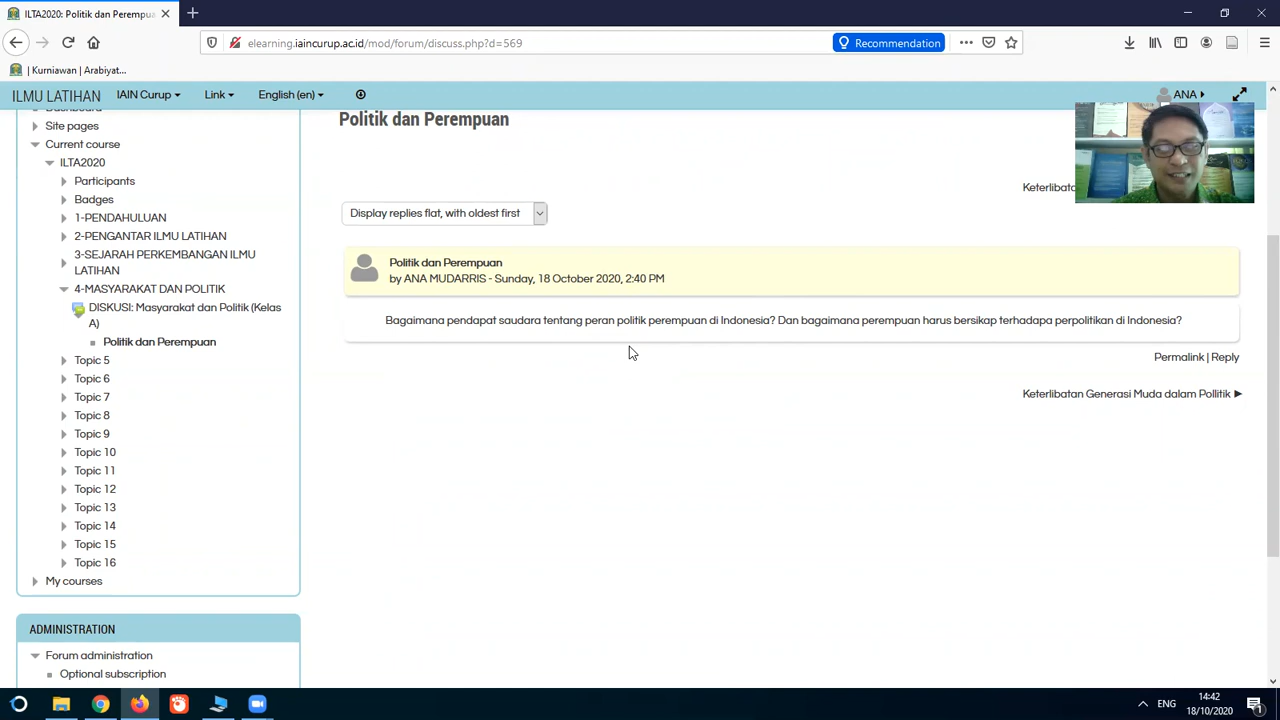 ILTA2020: Politik dan Perempua
elearning.iaincurup.ac.id/mod/forum/discuss.php?d=569
Recommendation
| Kurniawan | Arabiyat...
ILMU LATIHAN
IAIN Curup
Link
English (en)
ANA
Dashboard
Site pages
Current course
ILTA2020
Participants
Badges
1-PENDAHULUAN
2-PENGANTAR ILMU LATIHAN
3-SEJARAH PERKEMBANGAN ILMU
LATIHAN
4-MASYARAKAT DAN POLITIK
DISKUSI: Masyarakat dan Politik (Kelas
A)
Politik dan Perempuan
Topic 5
Topic 6
Topic 7
Topic 8
Topic 9
Topic 10
Topic 11
Topic 12
Topic 13
Topic 14
Topic 15
Topic 16
My courses
ADMINISTRATION
Forum administration
Optional subscription
Politik dan Perempuan
Keterlibata
Display replies flat, with oldest first
Politik dan Perempuan
by ANA MUDARRIS - Sunday, 18 October 2020, 2:40 PM
Bagaimana pendapat saudara tentang peran politik perempuan di Indonesia? Dan bagaimana perempuan harus bersikap terhadapa perpolitikan di Indonesia?
Permalink | Reply
Keterlibatan Generasi Muda dalam Pollitik
ENG
14:42
18/10/2020
1